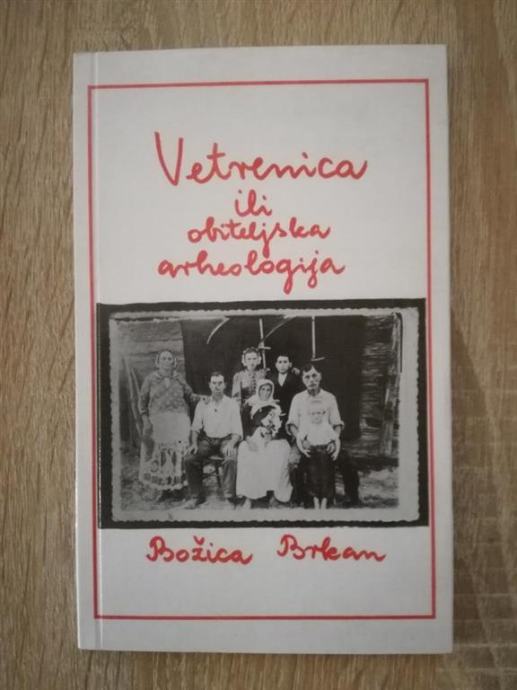 Vetrenica
ili
obiteljska
arheologija
Božica Brkan